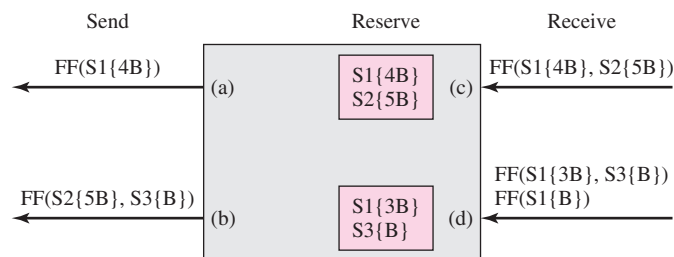 Send Reserve Receive
FF(S1{4B}) (a) S1{4B} (c) FF(S1{4B}, S2{5B})
S2{5B}
FF(S1{3B}, S3{B})
FF(S2{5B}, S3{B}) (b) S1{3B} (d) FF(S1{B})
S3{B}